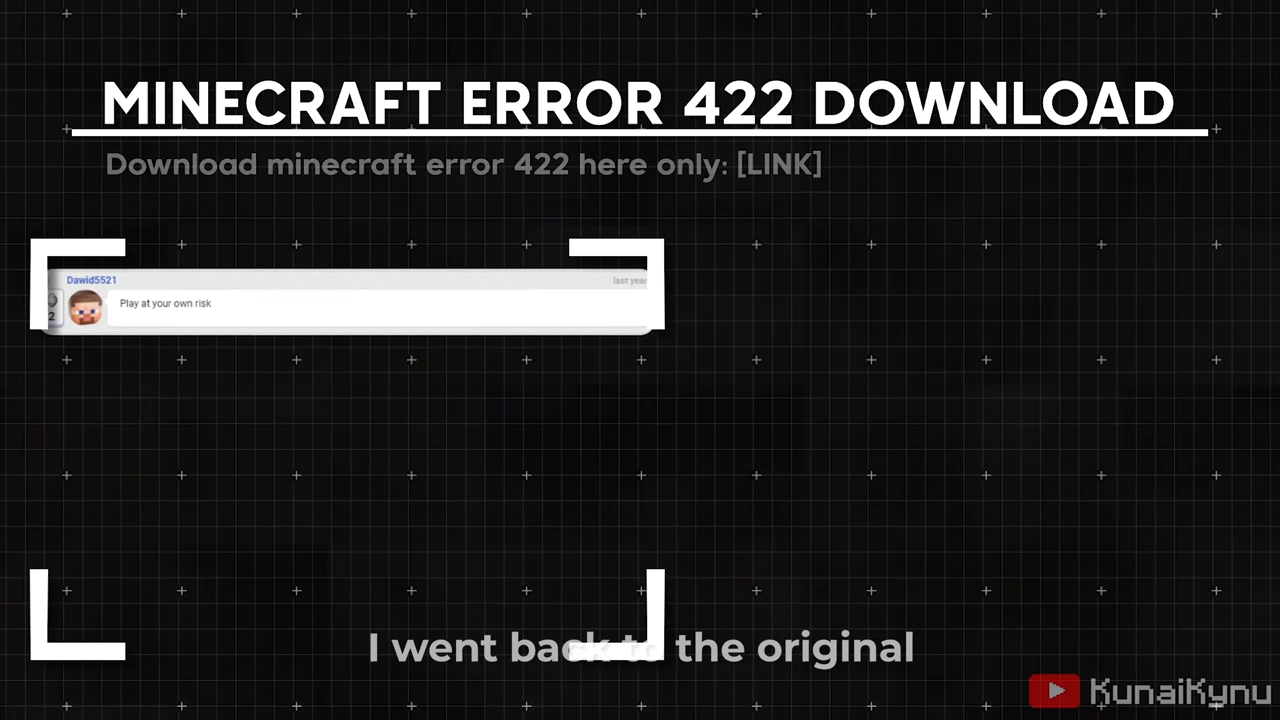 MINECRAFT ERROR 422 DOWNLOAD
Download minecraft error 422 here only: [LINK]
Dawid5521
last year
2
Play at your own risk
I went back to the original
KunaiKynu